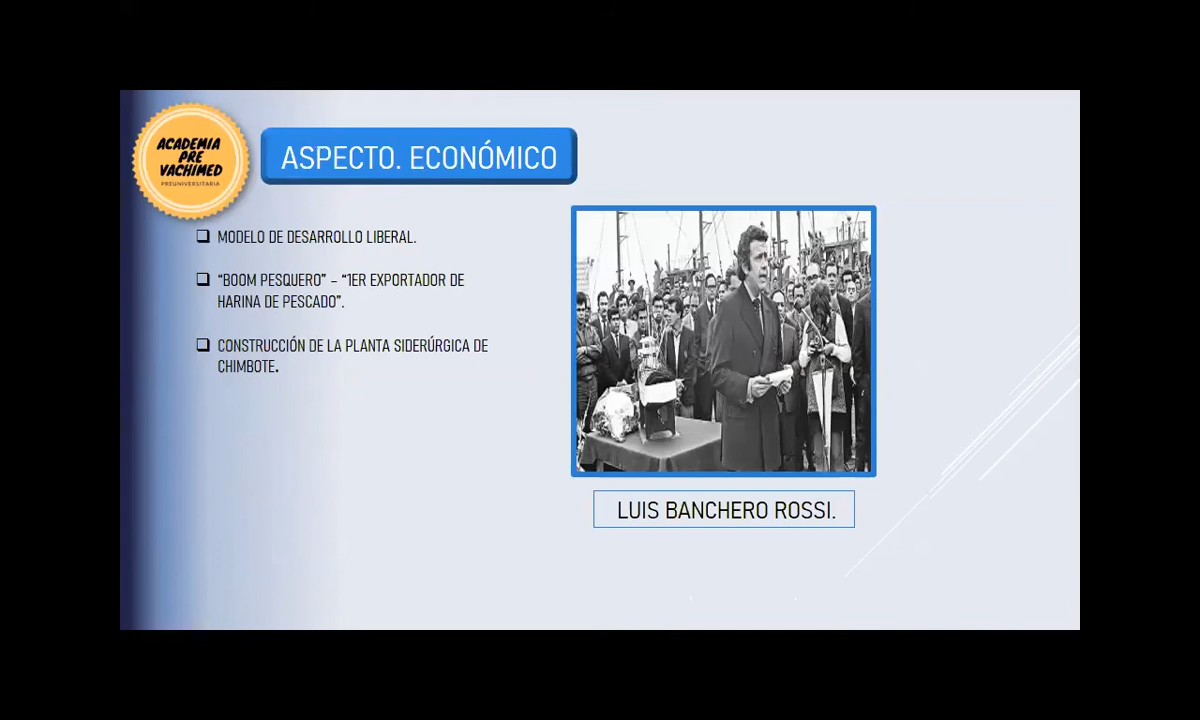 ACADEMIA
PRE
VACHIMED
PREUNIVERSITARIA
ASPECTO. ECONÓMICO
MODELO DE DESARROLLO LIBERAL.
“BOOM PESQUERO” – “1ER EXPORTADOR DE
HARINA DE PESCADO”.
CONSTRUCCIÓN DE LA PLANTA SIDERÚRGICA DE
CHIMBOTE.
LUIS BANCHERO ROSSI.